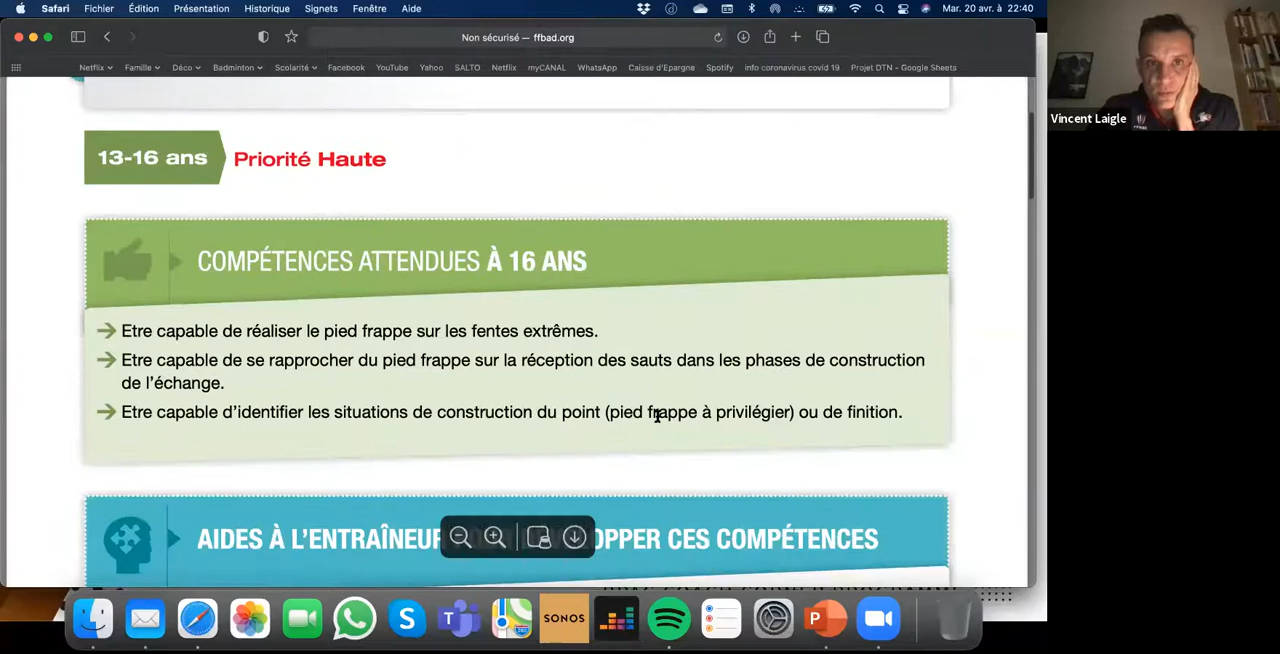 Safari Fichier Édition Présentation Historique Signets Fenêtre Aide Mar. 20 avr. à 22:40
Non sécurisé — ffbad.org
Netflix Famille Déco Badminton Scolarité Facebook YouTube Yahoo SALTO Netflix myCANAL WhatsApp Caisse d'Epargne Spotify info coronavirus covid 19 Projet DTN - Google Sheets
Vincent Laigle
13-16 ans Priorité Haute
COMPÉTENCES ATTENDUES À 16 ANS
Etre capable de réaliser le pied frappe sur les fentes extrêmes.
Etre capable de se rapprocher du pied frappe sur la réception des sauts dans les phases de construction
de l'échange.
Etre capable d'identifier les situations de construction du point (pied frappe à privilégier) ou de finition.
AIDES À L'ENTRAÎNEUR OPPER CES COMPÉTENCES
SONOS